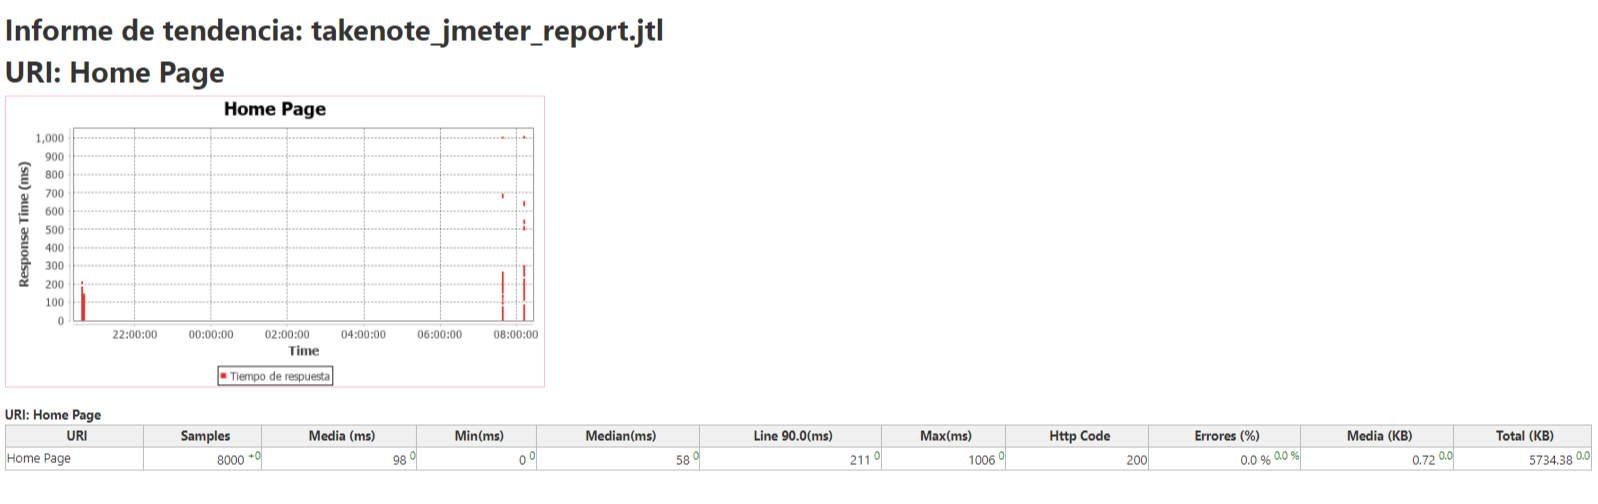 Informe de tendencia: takenote_jmeter_report.jtl
URI: Home Page
Home Page
1,000
900
800
700
600
500
400
300
200
100
0
Response Time (ms)
22:00:00 00:00:00 02:00:00 04:00:00 06:00:00 08:00:00
Time
Tiempo de respuesta
URI: Home Page
URI Samples Media (ms) Min(ms) Median(ms) Line 90.0(ms) Max(ms) Http Code Errores (%) Media (KB) Total (KB)
Home Page 8000 +0 98 0 0 0 58 0 211 0 1006 0 200 0.0 % 0.0 % 0.72 0.0 5734.38 0.0